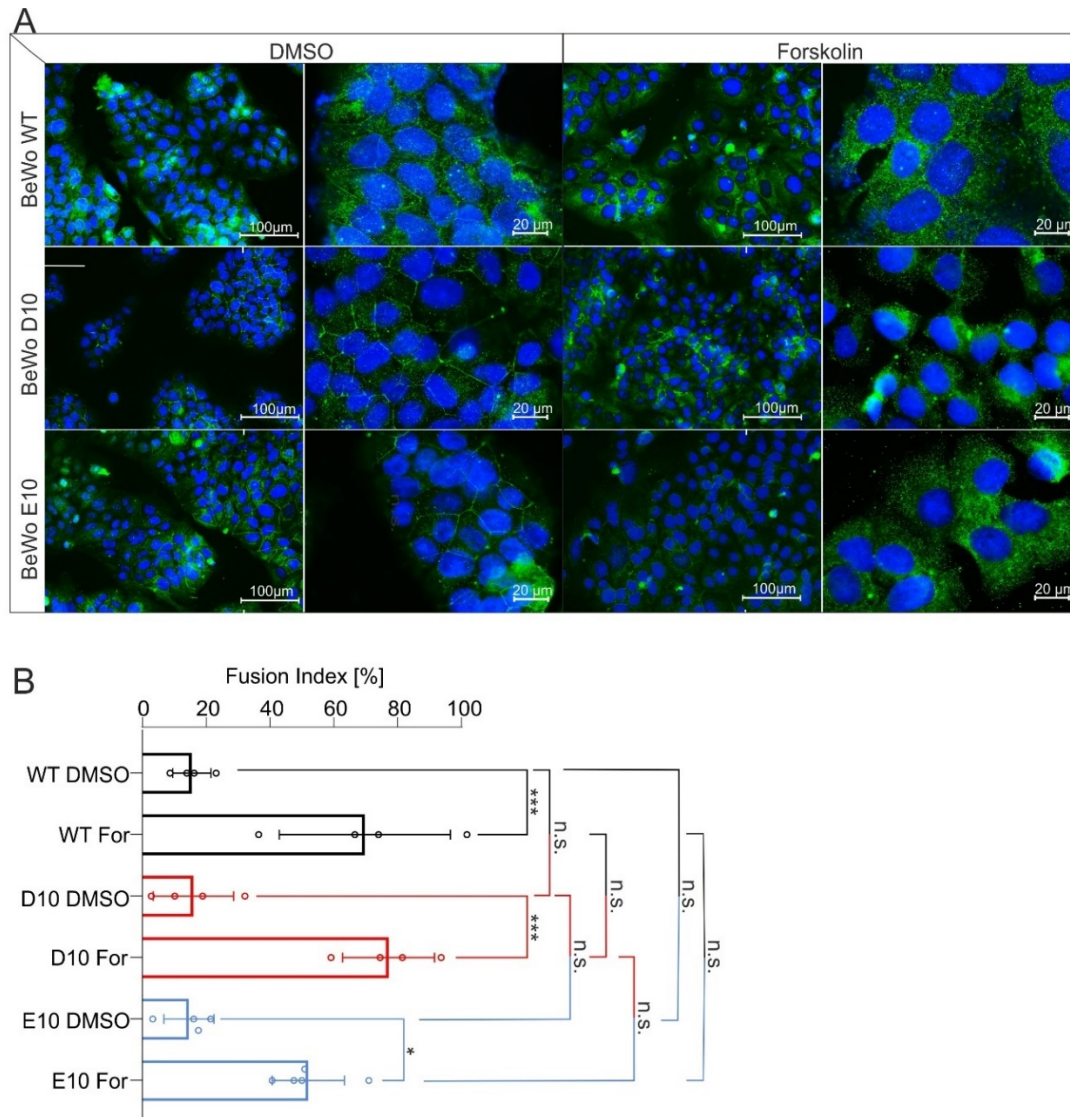 A
DMSO Forskolin
BeWo WT
100µm 20 µm 100µm 20 µm
BeWo D10
100µm 20 µm 100µm 20 µm
BeWo E10
100µm 20 µm 100µm 20 µm
B
Fusion Index [%]
0 20 40 60 80 100
WT DMSO
WT For
D10 DMSO
D10 For
E10 DMSO
E10 For
***
n.s.
n.s.
n.s.
n.s.
***
n.s.
n.s.
*